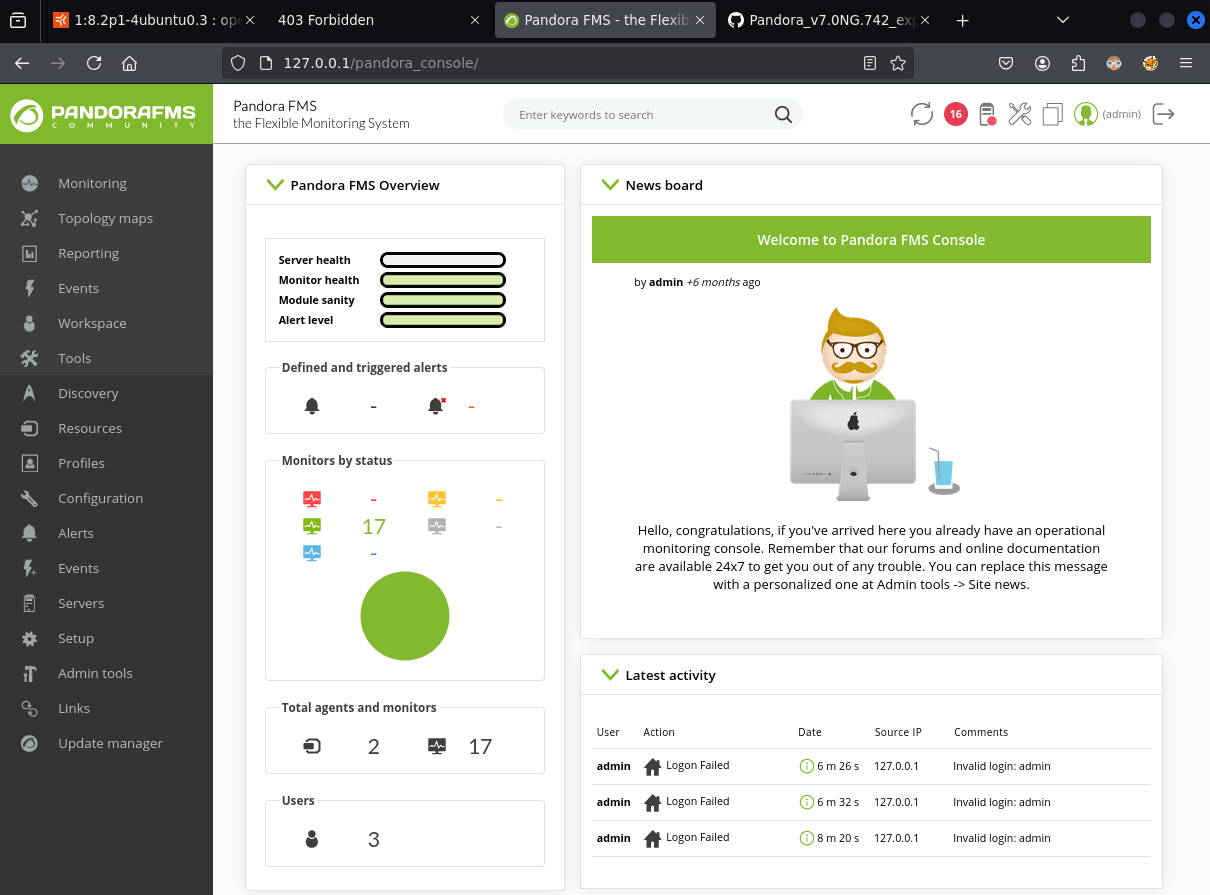 1:8.2p1-4ubuntu0.3 : ope
403 Forbidden
Pandora FMS - the Flexib
Pandora_v7.0NG.742_exp
127.0.0.1/pandora_console/
PANDORAFMS
COMMUNITY
Pandora FMS
the Flexible Monitoring System
Enter keywords to search
16
(admin)
Monitoring
Topology maps
Reporting
Events
Workspace
Tools
Discovery
Resources
Profiles
Configuration
Alerts
Events
Servers
Setup
Admin tools
Links
Update manager
Pandora FMS Overview
Server health
Monitor health
Module sanity
Alert level
Defined and triggered alerts
- -
Monitors by status
- -
17 -
-
Total agents and monitors
2 17
Users
3
News board
Welcome to Pandora FMS Console
by admin +6 months ago
Hello, congratulations, if you've arrived here you already have an operational
monitoring console. Remember that our forums and online documentation
are available 24x7 to get you out of any trouble. You can replace this message
with a personalized one at Admin tools -> Site news.
Latest activity
User Action Date Source IP Comments
admin Logon Failed 6 m 26 s 127.0.0.1 Invalid login: admin
admin Logon Failed 6 m 32 s 127.0.0.1 Invalid login: admin
admin Logon Failed 8 m 20 s 127.0.0.1 Invalid login: admin